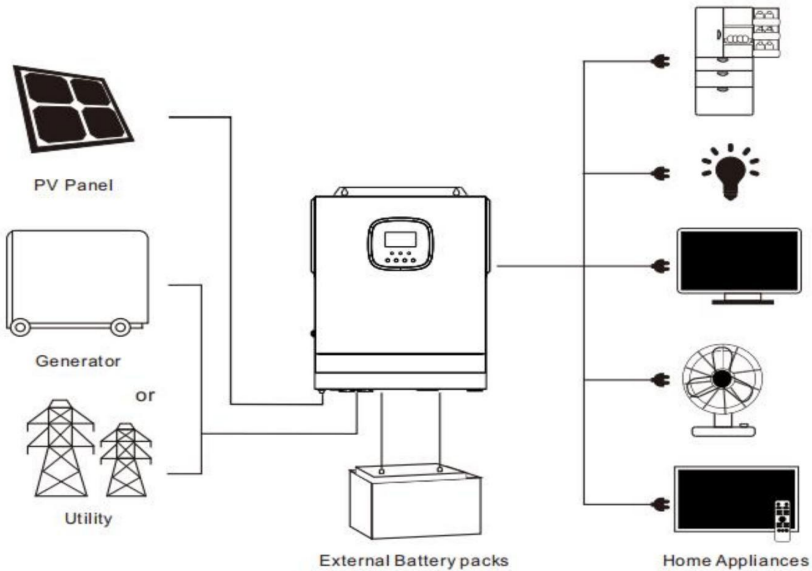 PV Panel
Generator
or
Utility
External Battery packs
Home Appliances